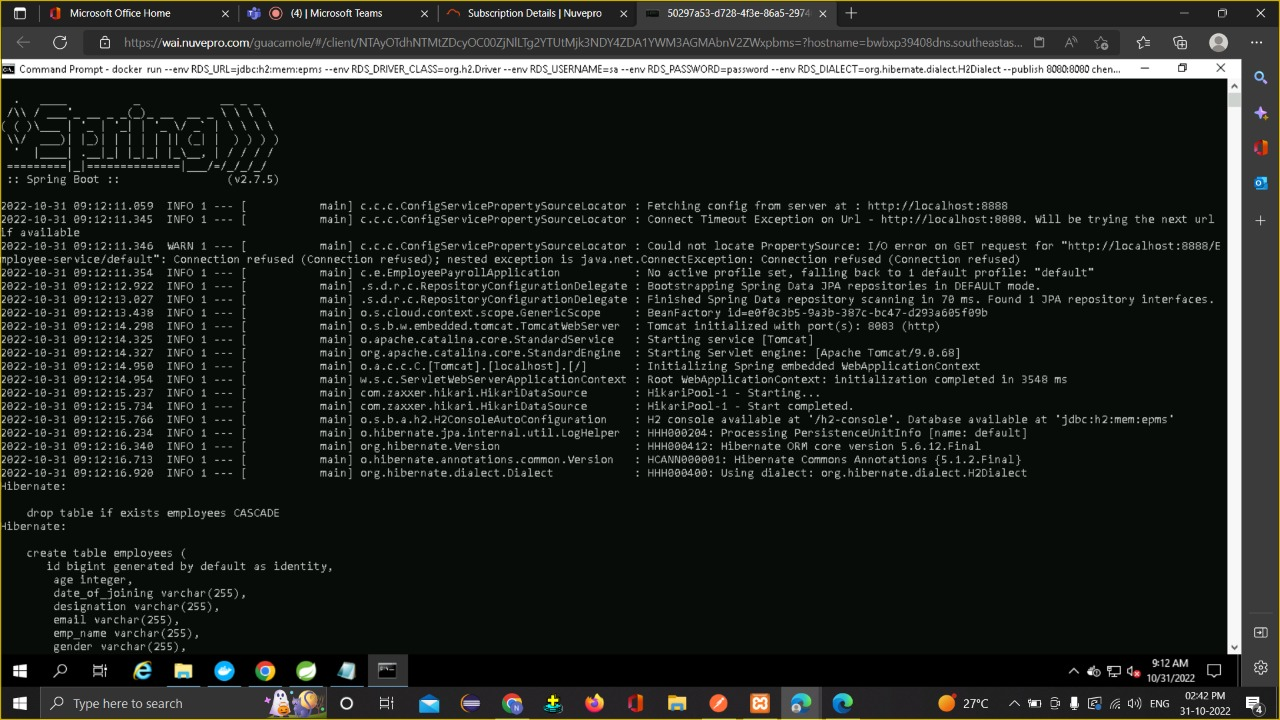 Microsoft Office Home
(4) | Microsoft Teams
Subscription Details | Nuvepro
50297a53-d728-4f3e-86a5-2974
Command Prompt - docker run --env RDS_URL=jdbc:h2:mem:epms --env RDS_DRIVER_CLASS=org.h2.Driver --env RDS_USERNAME=sa --env RDS_PASSWORD=password --env RDS_DIALECT=org.hibernate.dialect.H2Dialect --publish 8080:8080 chen...
Spring
:: Spring Boot :: (v2.7.5)
2022-10-31 09:12:11.059 INFO 1 --- [ main] c.c.c.ConfigServicePropertySourceLocator : Fetching config from server at : http://localhost:8888
2022-10-31 09:12:11.345 INFO 1 --- [ main] c.c.c.ConfigServicePropertySourceLocator : Connect Timeout Exception on Url - http://localhost:8888. Will be trying the next url
if available
2022-10-31 09:12:11.346 WARN 1 --- [ main] c.c.c.ConfigServicePropertySourceLocator : Could not locate PropertySource: I/O error on GET request for "http://localhost:8888/E
mployee-service/default": Connection refused (Connection refused); nested exception is java.net.ConnectException: Connection refused (Connection refused)
2022-10-31 09:12:11.354 INFO 1 --- [ main] c.e.EmployeePayrollApplication : No active profile set, falling back to 1 default profile: "default"
2022-10-31 09:12:12.922 INFO 1 --- [ main] .s.d.r.c.RepositoryConfigurationDelegate : Bootstrapping Spring Data JPA repositories in DEFAULT mode.
2022-10-31 09:12:13.027 INFO 1 --- [ main] .s.d.r.c.RepositoryConfigurationDelegate : Finished Spring Data repository scanning in 70 ms. Found 1 JPA repository interfaces.
2022-10-31 09:12:13.438 INFO 1 --- [ main] o.s.cloud.context.scope.GenericScope : BeanFactory id=e0f0c3b5-9a3b-387c-bc47-d293a605f09b
2022-10-31 09:12:14.298 INFO 1 --- [ main] o.s.b.w.embedded.tomcat.TomcatWebServer : Tomcat initialized with port(s): 8083 (http)
2022-10-31 09:12:14.325 INFO 1 --- [ main] o.apache.catalina.core.StandardService : Starting service [Tomcat]
2022-10-31 09:12:14.327 INFO 1 --- [ main] org.apache.catalina.core.StandardEngine : Starting Servlet engine: [Apache Tomcat/9.0.68]
2022-10-31 09:12:14.950 INFO 1 --- [ main] o.a.c.c.C.[Tomcat].[localhost].[/] : Initializing Spring embedded WebApplicationContext
2022-10-31 09:12:14.954 INFO 1 --- [ main] w.s.c.ServletWebServerApplicationContext : Root WebApplicationContext: initialization completed in 3548 ms
2022-10-31 09:12:15.237 INFO 1 --- [ main] com.zaxxer.hikari.HikariDataSource : HikariPool-1 - Starting...
2022-10-31 09:12:15.734 INFO 1 --- [ main] com.zaxxer.hikari.HikariDataSource : HikariPool-1 - Start completed.
2022-10-31 09:12:15.766 INFO 1 --- [ main] o.s.b.a.h2.H2ConsoleAutoConfiguration : H2 console available at '/h2-console'. Database available at 'jdbc:h2:mem:epms'
2022-10-31 09:12:16.234 INFO 1 --- [ main] o.hibernate.jpa.internal.util.LogHelper : HHH000204: Processing PersistenceUnitInfo [name: default]
2022-10-31 09:12:16.340 INFO 1 --- [ main] org.hibernate.Version : HHH000412: Hibernate ORM core version 5.6.12.Final
2022-10-31 09:12:16.713 INFO 1 --- [ main] o.hibernate.annotations.common.Version : HCANN000001: Hibernate Commons Annotations {5.1.2.Final}
2022-10-31 09:12:16.920 INFO 1 --- [ main] org.hibernate.dialect.Dialect : HHH000400: Using dialect: org.hibernate.dialect.H2Dialect
Hibernate:
drop table if exists employees CASCADE
Hibernate:
create table employees (
id bigint generated by default as identity,
age integer,
date_of_joining varchar(255),
designation varchar(255),
email varchar(255),
emp_name varchar(255),
gender varchar(255),
9:12 AM
10/31/2022
Type here to search
27°C
ENG
02:42 PM
31-10-2022
4